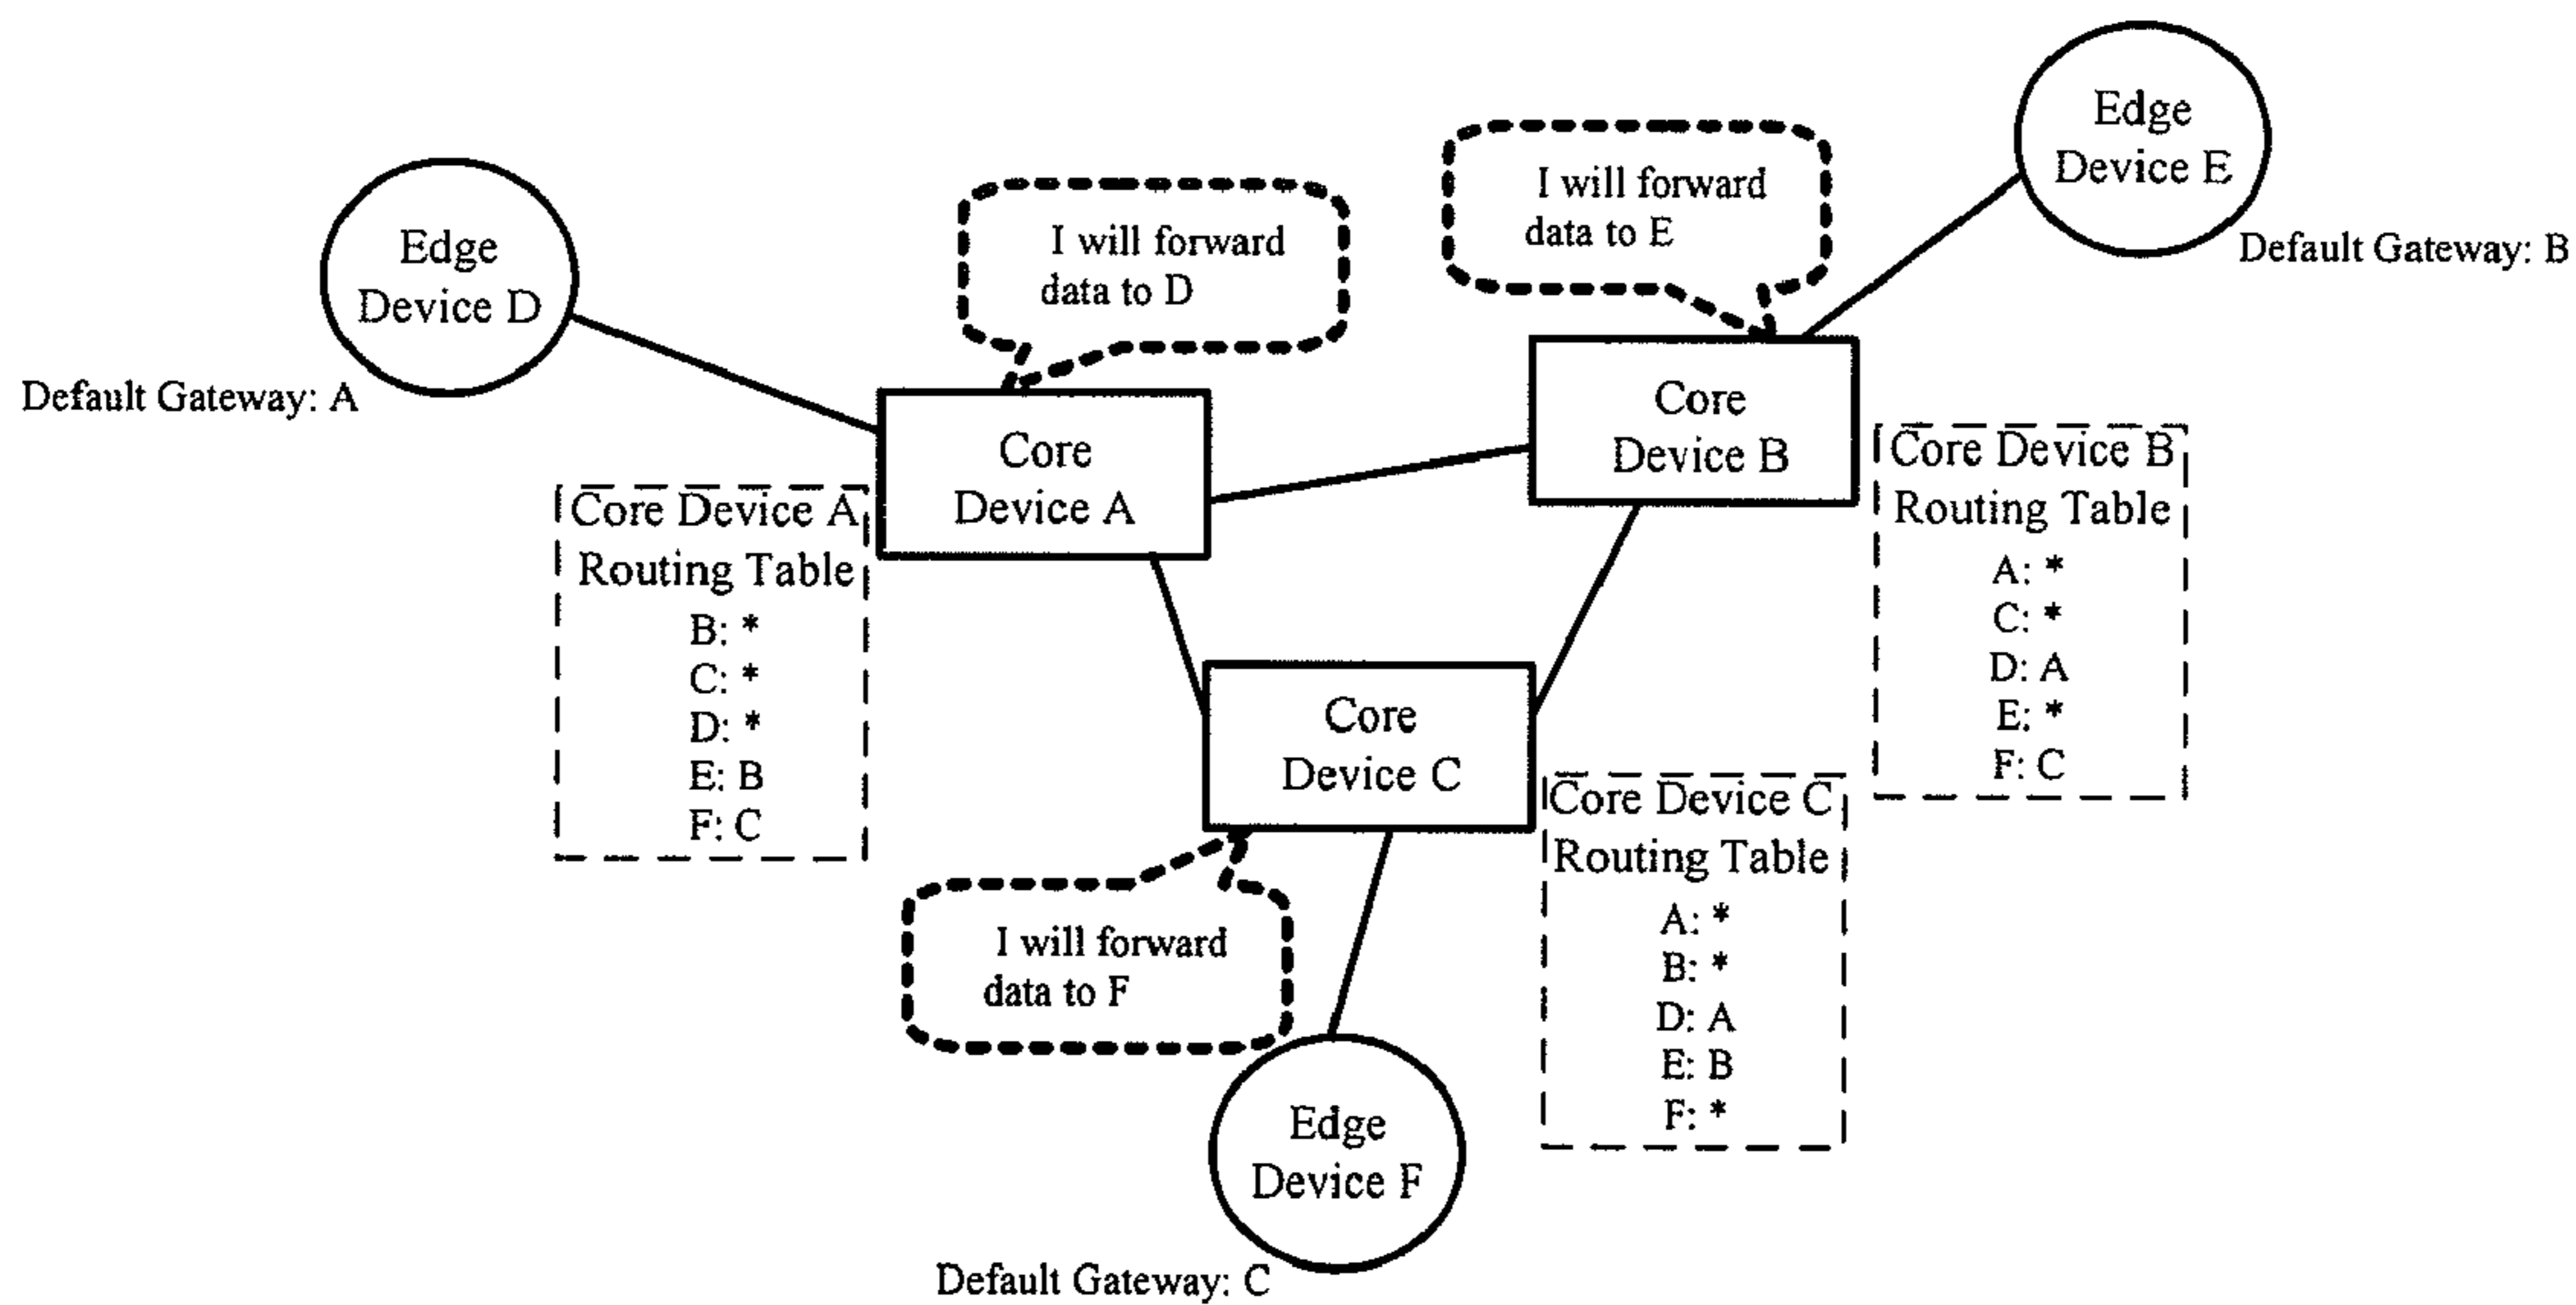 Edge
Device E
Default Gateway: B
I will forward
data to E
Edge
Device D
Default Gateway: A
I will forward
data to D
Core
Device A
Core
Device B
Core Device A
Routing Table
B: *
C: *
D: *
E: B
F: C
Core Device B
Routing Table
A: *
C: *
D: A
E: *
F: C
Core
Device C
Core Device C
Routing Table
A: *
B: *
D: A
E: B
F: *
I will forward
data to F
Edge
Device F
Default Gateway: C